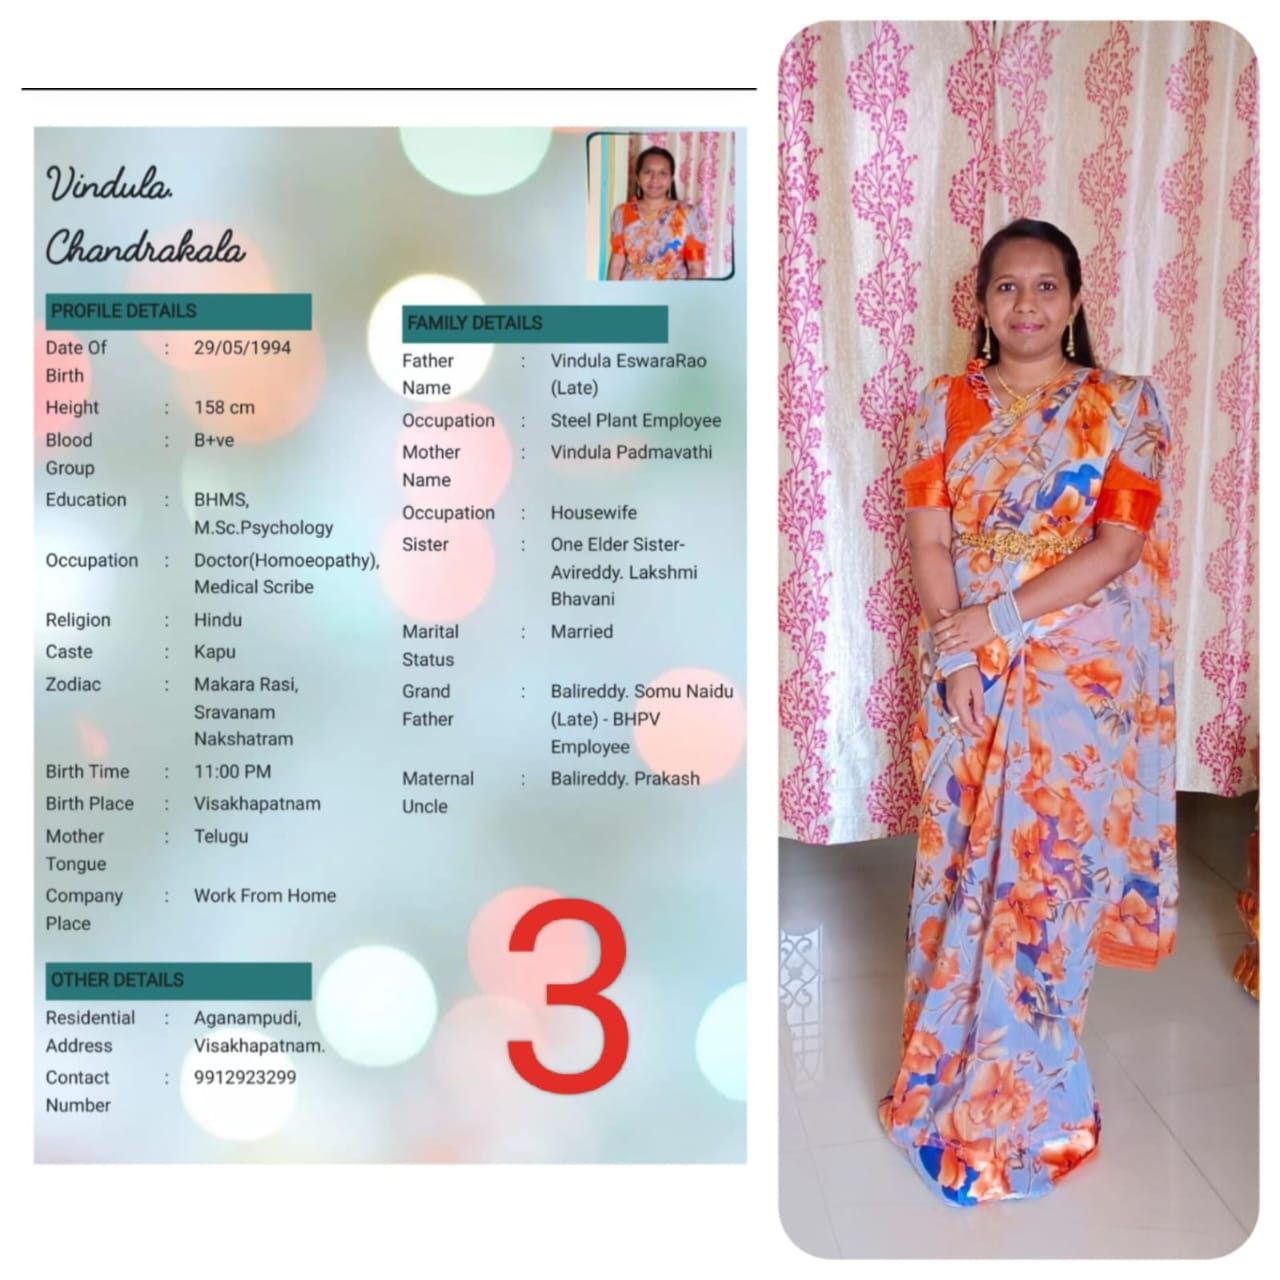 Vindula.
Chandrakala
PROFILE DETAILS
Date Of Birth : 29/05/1994
Height : 158 cm
Blood Group : B+ve
Education : BHMS,
M.Sc.Psychology
Occupation : Doctor(Homoeopathy),
Medical Scribe
Religion : Hindu
Caste : Kapu
Zodiac : Makara Rasi,
Sravanam
Nakshatram
Birth Time : 11:00 PM
Birth Place : Visakhapatnam
Mother Tongue : Telugu
Company Place : Work From Home
OTHER DETAILS
Residential Address : Aganampudi,
Visakhapatnam.
Contact Number : 9912923299
FAMILY DETAILS
Father Name : Vindula EswaraRao
(Late)
Occupation : Steel Plant Employee
Mother Name : Vindula Padmavathi
Occupation : Housewife
Sister : One Elder Sister-
Avireddy. Lakshmi
Bhavani
Marital Status : Married
Grand Father : Balireddy. Somu Naidu
(Late) - BHPV
Employee
Maternal Uncle : Balireddy. Prakash
3